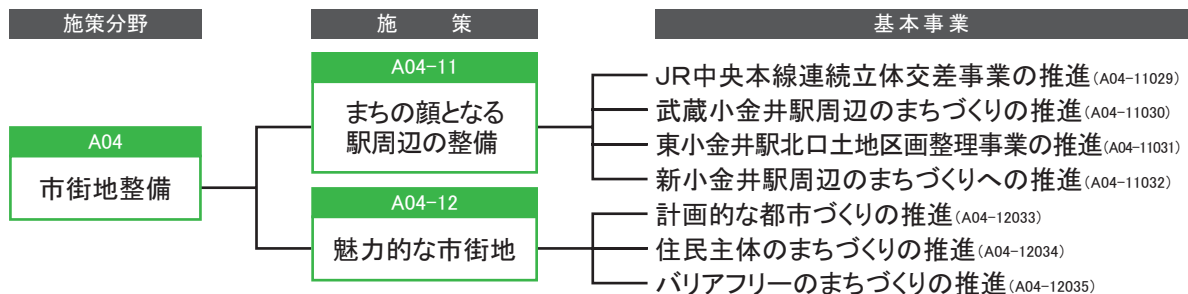 施策分野
施策
基本事業
A04
市街地整備
A04-11
まちの顔となる
駅周辺の整備
A04-12
魅力的な市街地
JR中央本線連続立体交差事業の推進(A04-11029)
武蔵小金井駅周辺のまちづくりの推進(A04-11030)
東小金井駅北口土地区画整理事業の推進(A04-11031)
新小金井駅周辺のまちづくりへの推進(A04-11032)
計画的な都市づくりの推進(A04-12033)
住民主体のまちづくりの推進(A04-12034)
バリアフリーのまちづくりの推進(A04-12035)